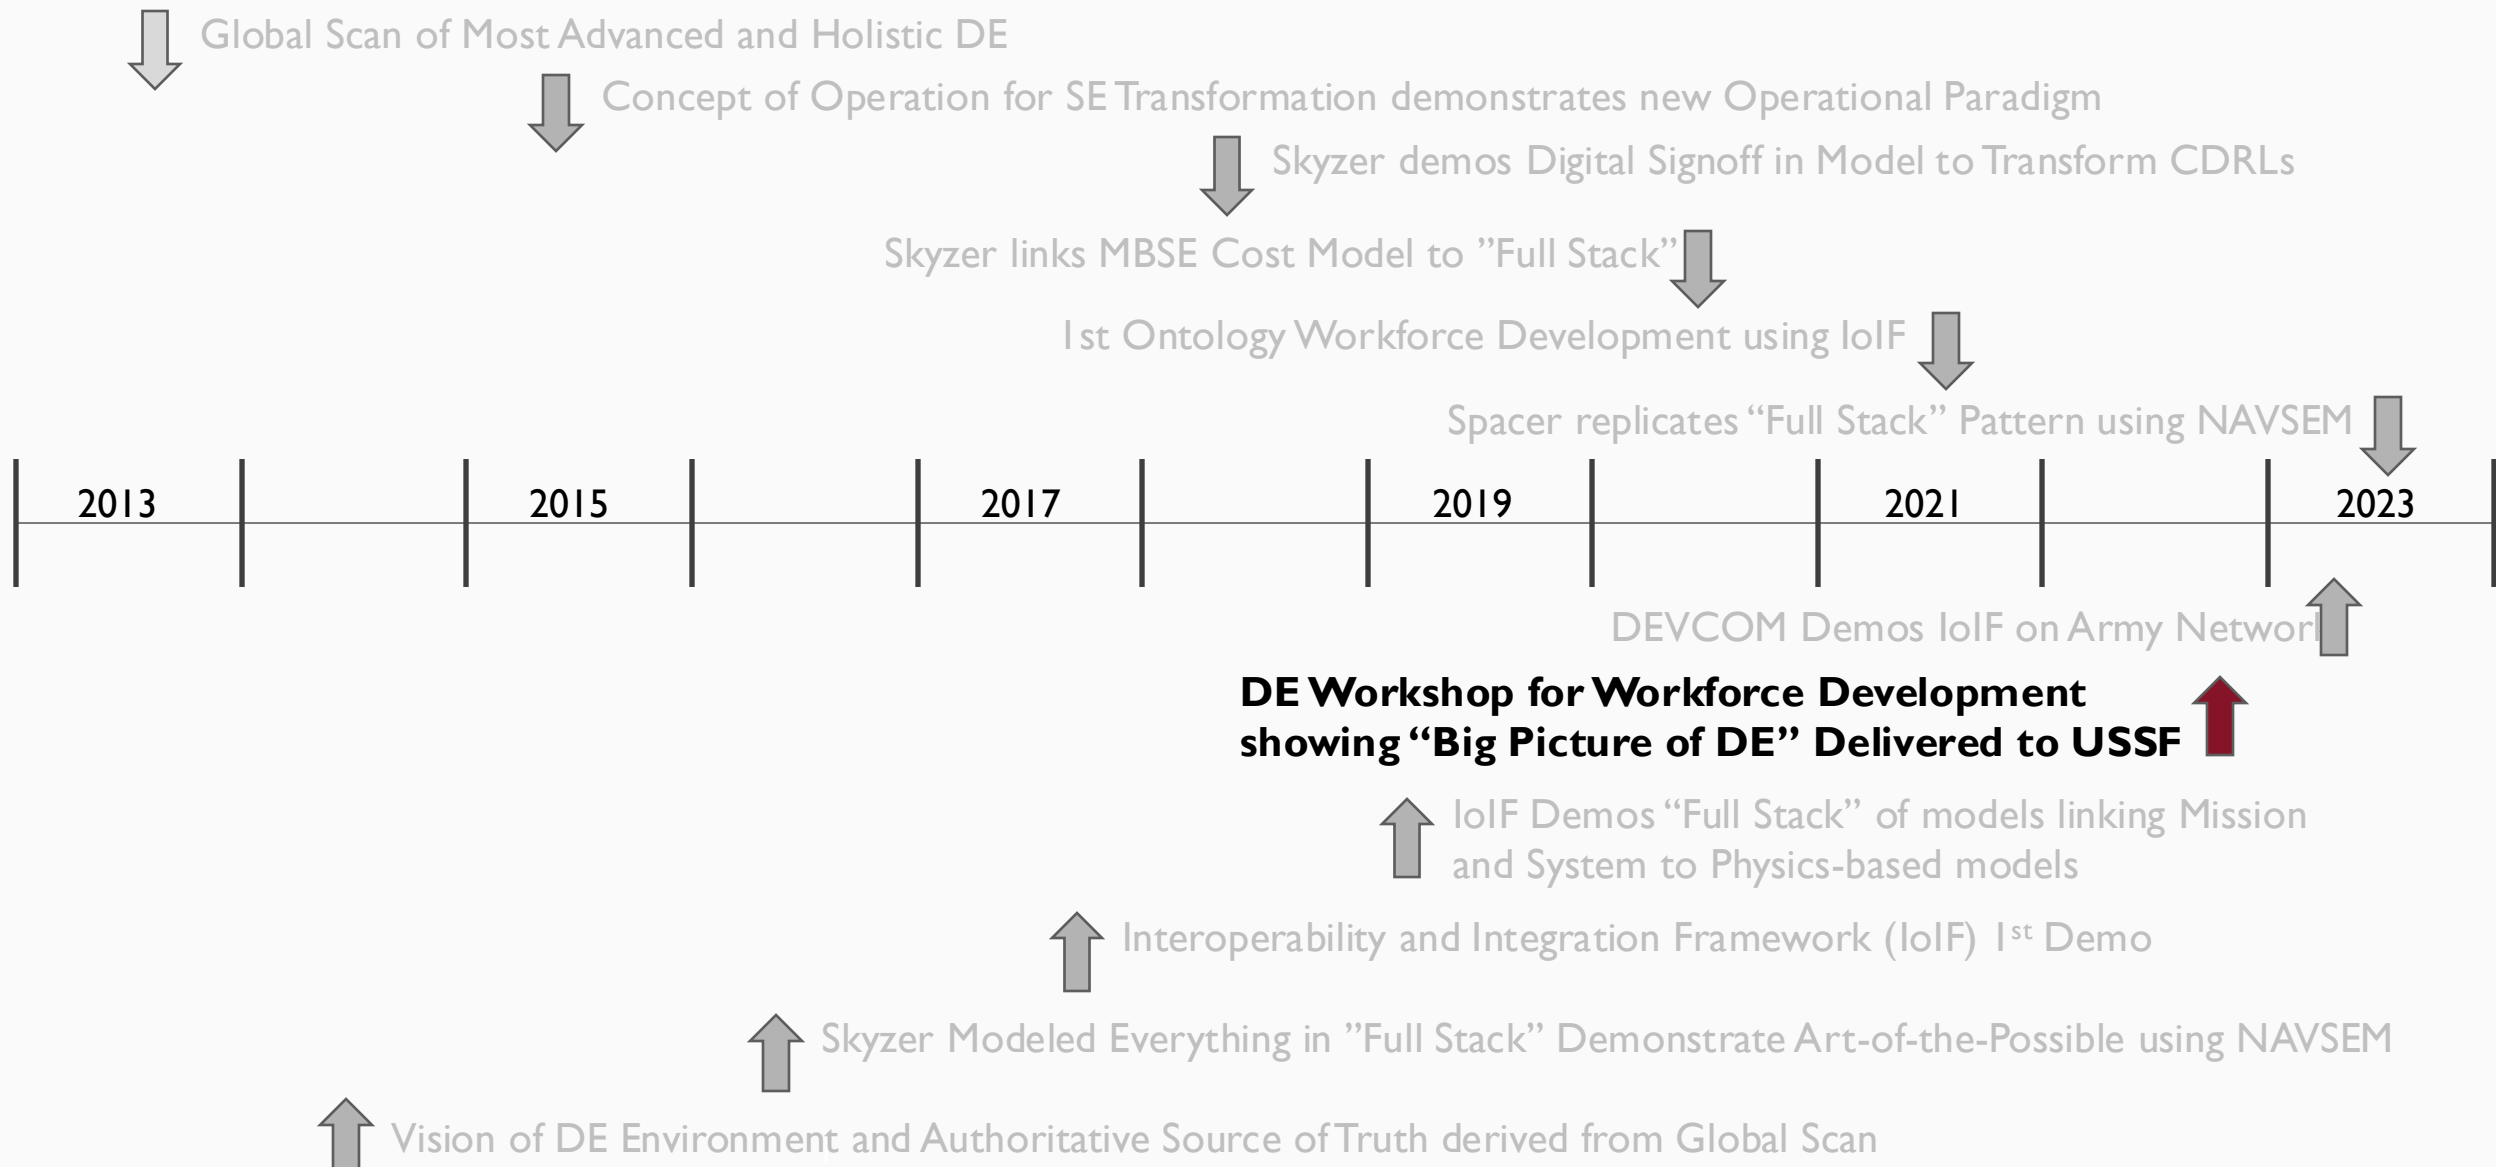 Global Scan of Most Advanced and Holistic DE
Concept of Operation for SE Transformation demonstrates new Operational Paradigm
Skyzer demos Digital Signoff in Model to Transform CDRLs
Skyzer links MBSE Cost Model to ”Full Stack”
1st Ontology Workforce Development using IoIF
Spacer replicates “Full Stack” Pattern using NAVSEM
2013 2015 2017 2019 2021 2023
DEVCOM Demos IoIF on Army Network
DE Workshop for Workforce Development
showing “Big Picture of DE” Delivered to USSF
IoIF Demos “Full Stack” of models linking Mission
and System to Physics-based models
Interoperability and Integration Framework (IoIF) 1st Demo
Skyzer Modeled Everything in ”Full Stack” Demonstrate Art-of-the-Possible using NAVSEM
Vision of DE Environment and Authoritative Source of Truth derived from Global Scan